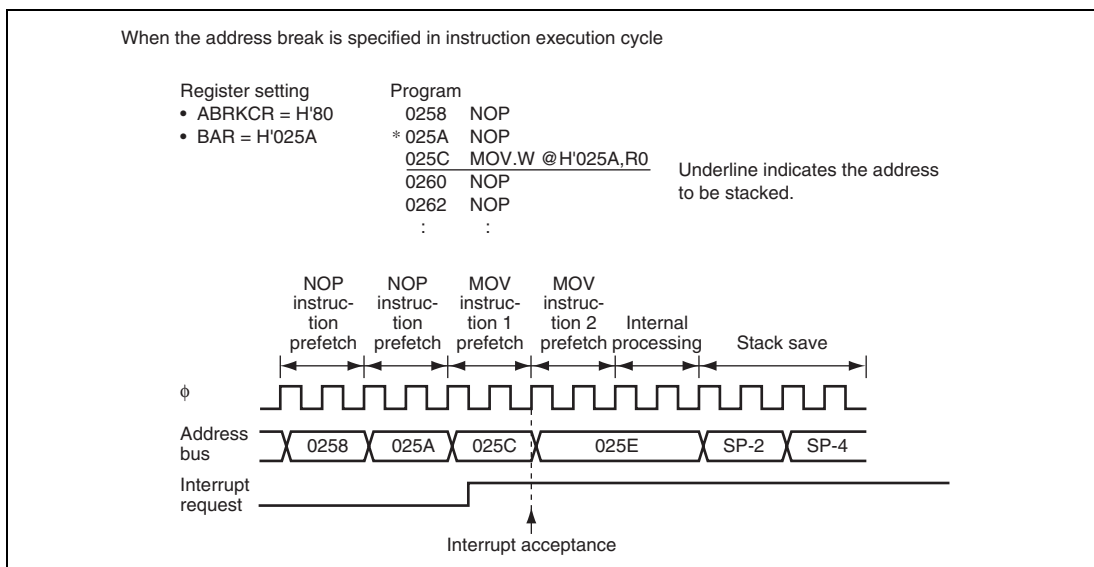 When the address break is specified in instruction execution cycle
Register setting
• ABRKCR = H'80
• BAR = H'025A
Program
0258 NOP
* 025A NOP
025C MOV.W @H'025A,R0
0260 NOP
0262 NOP
: :
Underline indicates the address
to be stacked.
NOP
instruc-
tion
prefetch
NOP
instruc-
tion
prefetch
MOV
instruc-
tion 1
prefetch
MOV
instruc-
tion 2
prefetch
Internal
processing
Stack save
φ
Address
bus
0258 025A 025C 025E SP-2 SP-4
Interrupt
request
Interrupt acceptance